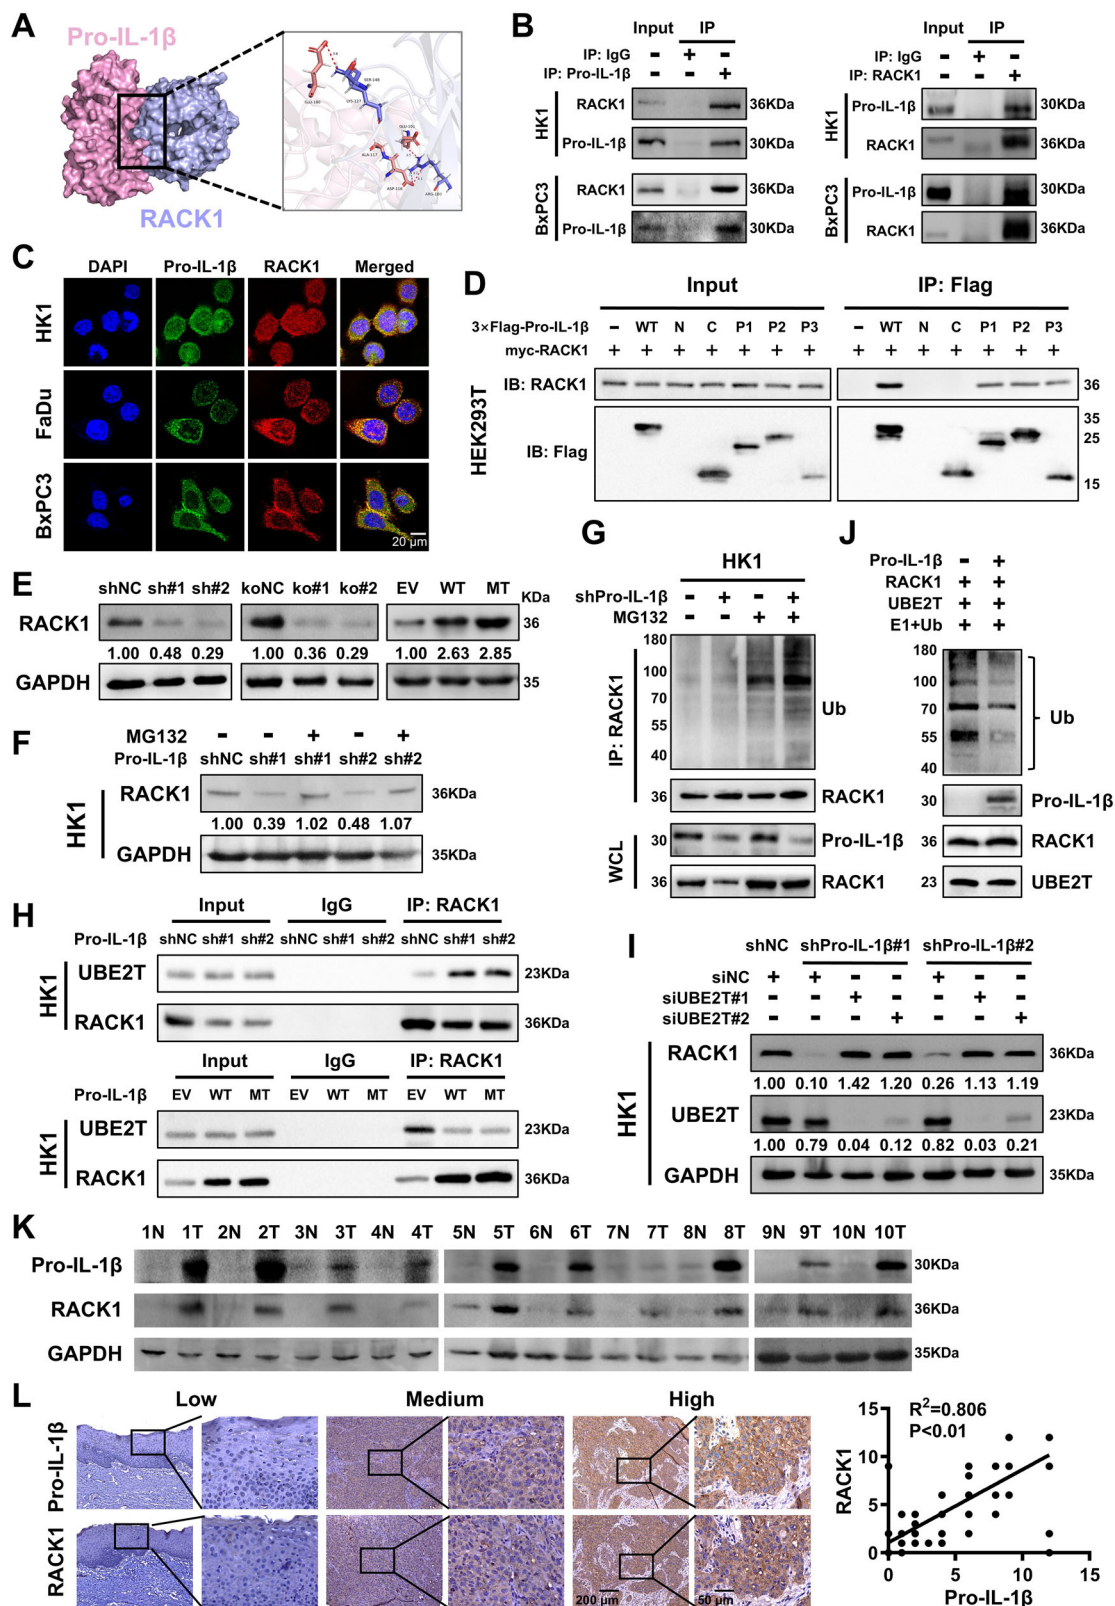 A
Pro-IL-1β
RACK1
SER-146
LYS-127
ALA-117
B
Input IP
IP: IgG - + -
IP: Pro-IL-1β - - +
HK1
RACK1 36KDa
Pro-IL-1β 30KDa
BxPC3
RACK1 36KDa
Pro-IL-1β 30KDa
Input IP
IP: IgG - + -
IP: RACK1 - - +
HK1
Pro-IL-1β 30KDa
RACK1 36KDa
BxPC3
Pro-IL-1β 30KDa
RACK1 36KDa
C
DAPI Pro-IL-1β RACK1 Merged
HK1
FaDu
BxPC3
20 μm
D
Input IP: Flag
3×Flag-Pro-IL-1β - WT N C P1 P2 P3 - WT N C P1 P2 P3
myc-RACK1 + + + + + + + + + + + + + +
HEK293T
IB: RACK1 36
IB: Flag 35
25
15
E
shNC sh#1 sh#2 koNC ko#1 ko#2 EV WT MT KDa
RACK1 36
1.00 0.48 0.29 1.00 0.36 0.29 1.00 2.63 2.85
GAPDH 35
F
MG132 - - + - +
Pro-IL-1β shNC sh#1 sh#1 sh#2 sh#2
HK1
RACK1 36KDa
1.00 0.39 1.02 0.48 1.07
GAPDH 35KDa
G
HK1
shPro-IL-1β - + - +
MG132 - - + +
IP: RACK1
180
100
70
55
40
Ub
36 RACK1
WCL
30 Pro-IL-1β
36 RACK1
J
Pro-IL-1β - +
RACK1 + +
UBE2T + +
E1+Ub + +
180
100
70
55
40
Ub
30 Pro-IL-1β
36 RACK1
23 UBE2T
H
Input IgG IP: RACK1
Pro-IL-1β shNC sh#1 sh#2 shNC sh#1 sh#2 shNC sh#1 sh#2
HK1
UBE2T 23KDa
RACK1 36KDa
Input IgG IP: RACK1
Pro-IL-1β EV WT MT EV WT MT EV WT MT
HK1
UBE2T 23KDa
RACK1 36KDa
I
shNC shPro-IL-1β#1 shPro-IL-1β#2
siNC + + - - + - -
siUBE2T#1 - - + - - + -
siUBE2T#2 - - - + - - +
HK1
RACK1 36KDa
1.00 0.10 1.42 1.20 0.26 1.13 1.19
UBE2T 23KDa
1.00 0.79 0.04 0.12 0.82 0.03 0.21
GAPDH 35KDa
K
1N 1T 2N 2T 3N 3T 4N 4T 5N 5T 6N 6T 7N 7T 8N 8T 9N 9T 10N 10T
Pro-IL-1β 30KDa
RACK1 36KDa
GAPDH 35KDa
L
Low Medium High
Pro-IL-1β
RACK1
200 μm 50 μm
R²=0.806
P<0.01
RACK1
15
10
5
0
0 5 10 15
Pro-IL-1β